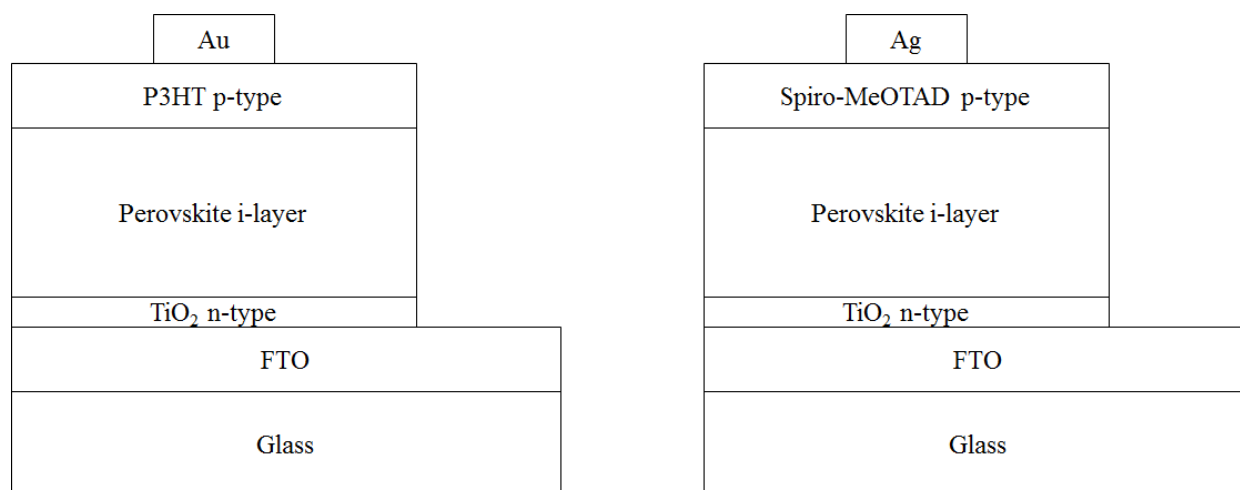 Au
P3HT p-type
Perovskite i-layer
TiO₂ n-type
FTO
Glass
Ag
Spiro-MeOTAD p-type
Perovskite i-layer
TiO₂ n-type
FTO
Glass